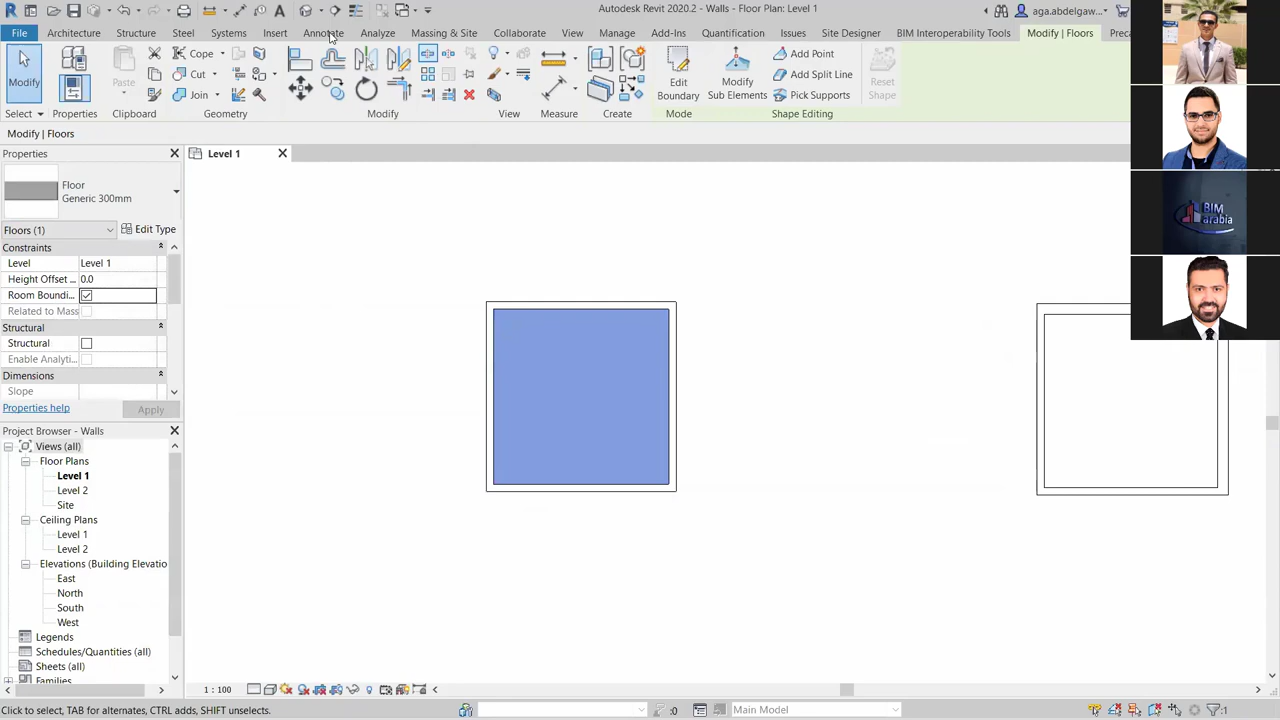 Autodesk Revit 2020.2 - Walls - Floor Plan: Level 1
aga.abdelgaw...
File Architecture Structure Steel Systems Insert Annotate Analyze Massing & S Collaborate View Manage Add-Ins Quantification Issues Site Designer BIM Interoperability Tools Modify | Floors Preca
Modify
Paste
Cope
Cut
Join
Edit Boundary
Modify Sub Elements
Add Point
Add Split Line
Pick Supports
Reset Shape
Select Properties Clipboard Geometry Modify View Measure Create Mode Shape Editing
Modify | Floors
Properties
Level 1
Floor
Generic 300mm
Floors (1)
Edit Type
Constraints
Level Level 1
Height Offset ... 0.0
Room Boundi...
Related to Mass
Structural
Structural
Enable Analyti...
Dimensions
Slope
Properties help
Apply
Project Browser - Walls
Views (all)
Floor Plans
Level 1
Level 2
Site
Ceiling Plans
Level 1
Level 2
Elevations (Building Elevatio
East
North
South
West
Legends
Schedules/Quantities (all)
Sheets (all)
Families
1 : 100
Click to select, TAB for alternates, CTRL adds, SHIFT unselects.
:0
Main Model
:1
BIM
arabia